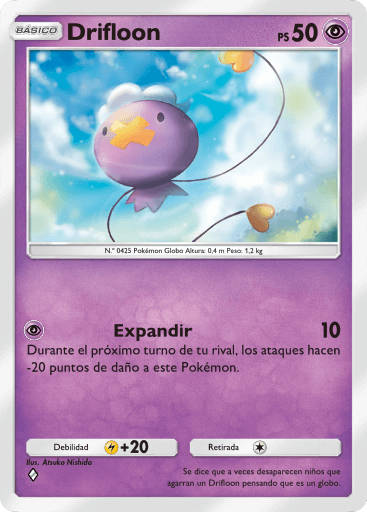 BÁSICO Drifloon PS 50
N.º 0425 Pokémon Globo Altura: 0,4 m Peso: 1,2 kg
Expandir 10
Durante el próximo turno de tu rival, los ataques hacen
-20 puntos de daño a este Pokémon.
Debilidad +20 Retirada
Ilus. Atsuko Nishida
Se dice que a veces desaparecen niños que
agarran un Drifloon pensando que es un globo.